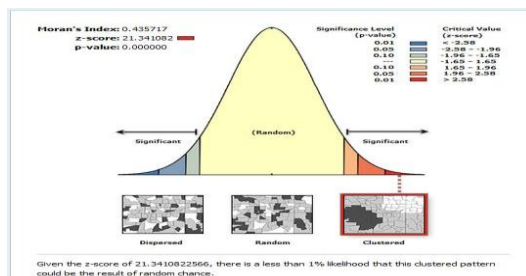 Moran's Index: 0.435717
z-score: 21.341082
p-value: 0.000000
Significance Level (p-value)
Critical Value (z-score)
0.01 < -2.58
0.05 -2.58 - -1.96
0.10 -1.96 - -1.65
--- -1.65 - 1.65
0.10 1.65 - 1.96
0.05 1.96 - 2.58
0.01 > 2.58
Significant
(Random)
Significant
Dispersed
Random
Clustered
Given the z-score of 21.3410822566, there is a less than 1% likelihood that this clustered pattern
could be the result of random chance.